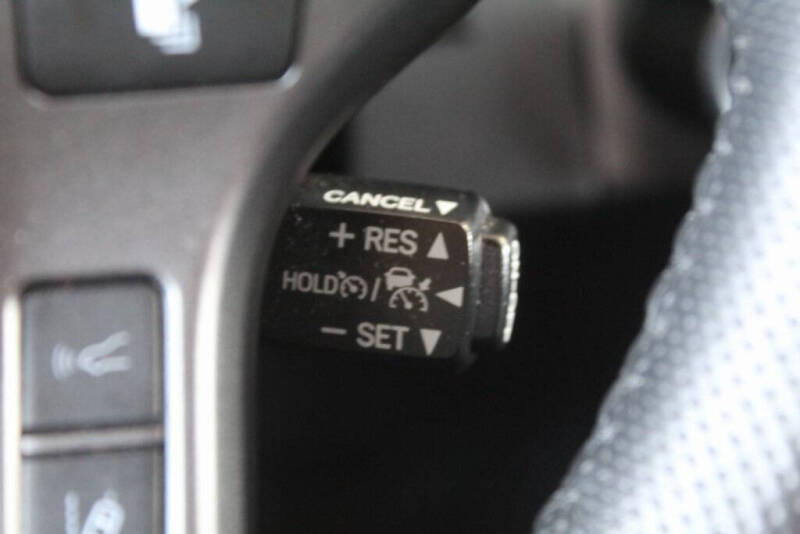 CANCEL▼
+ RES ▲
HOLD /
− SET ▼